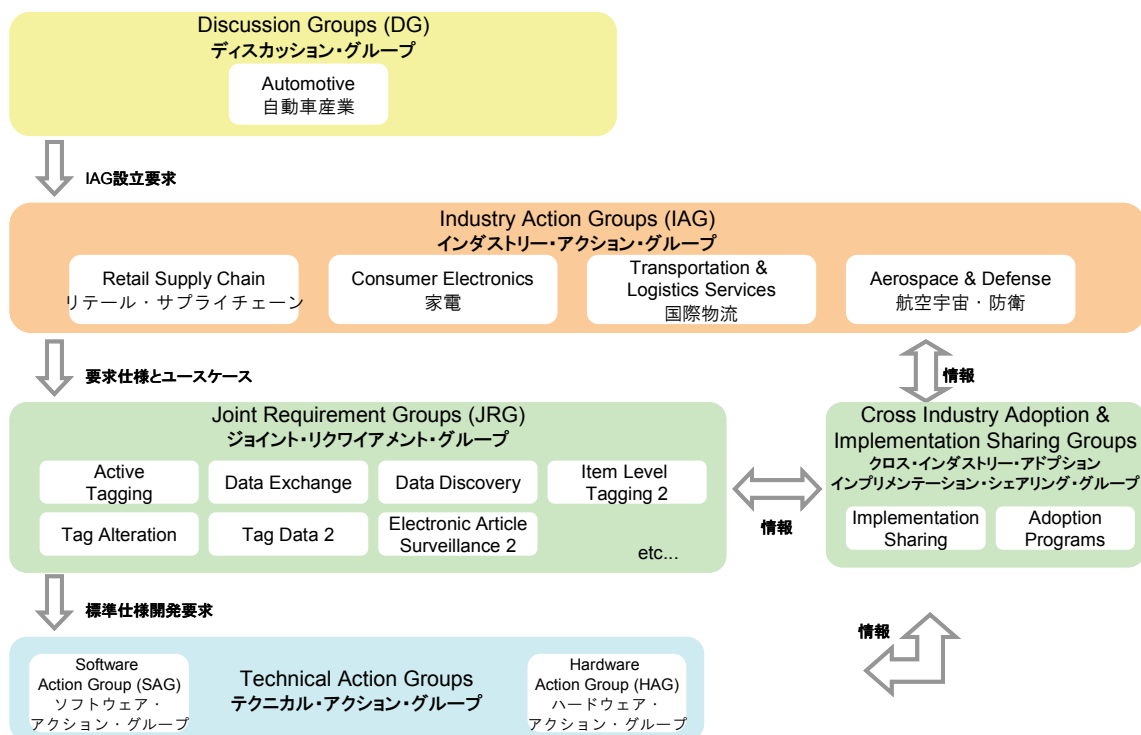 Discussion Groups (DG)
ディスカッション・グループ
Automotive
自動車産業
IAG設立要求
Industry Action Groups (IAG)
インダストリー・アクション・グループ
Retail Supply Chain
リテール・サプライチェーン
Consumer Electronics
家電
Transportation &
Logistics Services
国際物流
Aerospace & Defense
航空宇宙・防衛
要求仕様とユースケース
情報
Joint Requirement Groups (JRG)
ジョイント・リクワイアメント・グループ
Active
Tagging
Data Exchange
Data Discovery
Item Level
Tagging 2
Tag Alteration
Tag Data 2
Electronic Article
Surveillance 2
etc...
情報
Cross Industry Adoption &
Implementation Sharing Groups
クロス・インダストリー・アドプション
インプリメンテーション・シェアリング・グループ
Implementation
Sharing
Adoption
Programs
標準仕様開発要求
情報
Software
Action Group (SAG)
ソフトウェア・
アクション・グループ
Technical Action Groups
テクニカル・アクション・グループ
Hardware
Action Group (HAG)
ハードウェア・
アクション・グループ